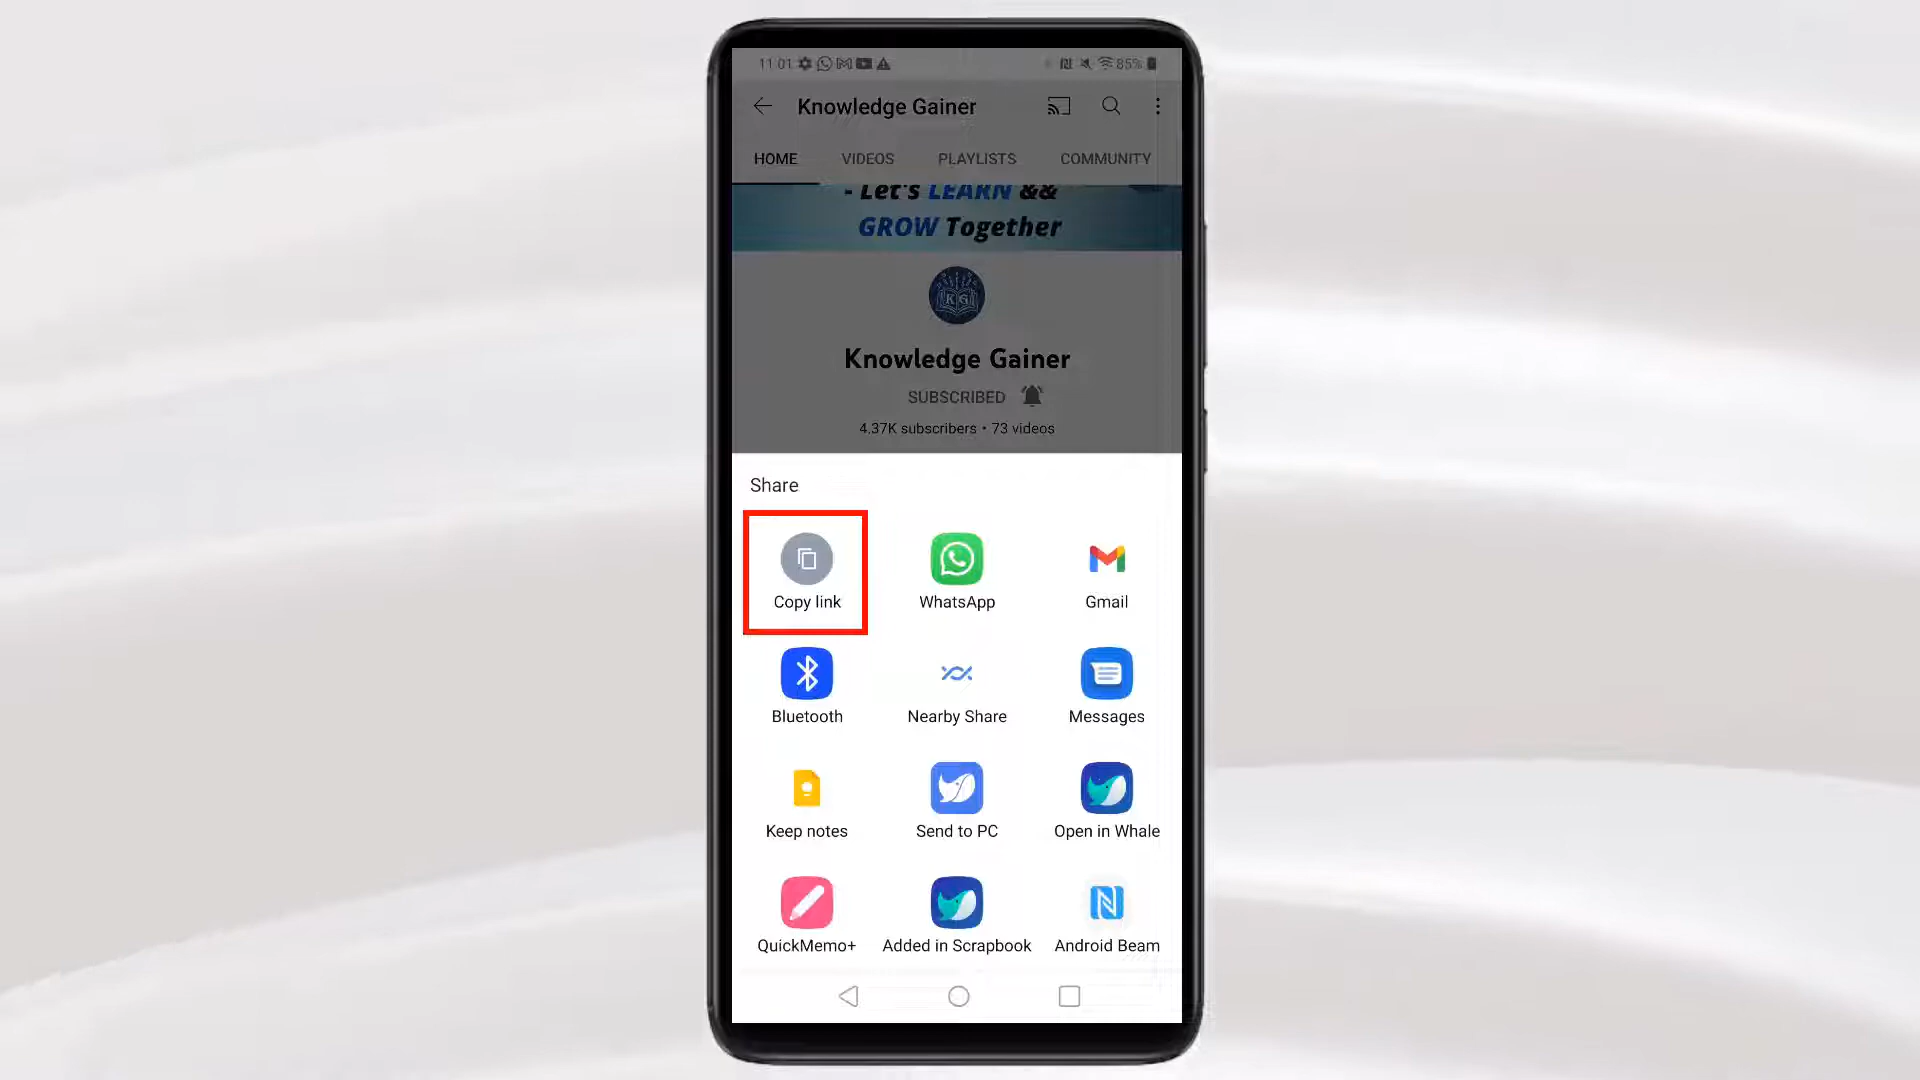 11:01 85%
Knowledge Gainer
HOME VIDEOS PLAYLISTS COMMUNITY
- Let's LEARN &&
GROW Together
K G
Knowledge Gainer
SUBSCRIBED
4.37K subscribers • 73 videos
Share
Copy link WhatsApp Gmail
Bluetooth Nearby Share Messages
Keep notes Send to PC Open in Whale
QuickMemo+ Added in Scrapbook Android Beam